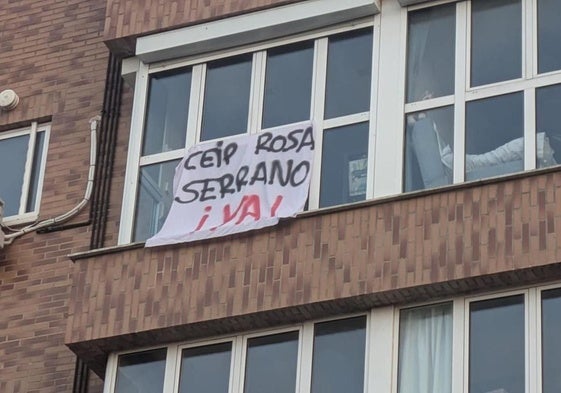 CEIP ROSA
SERRANO
¡YA!